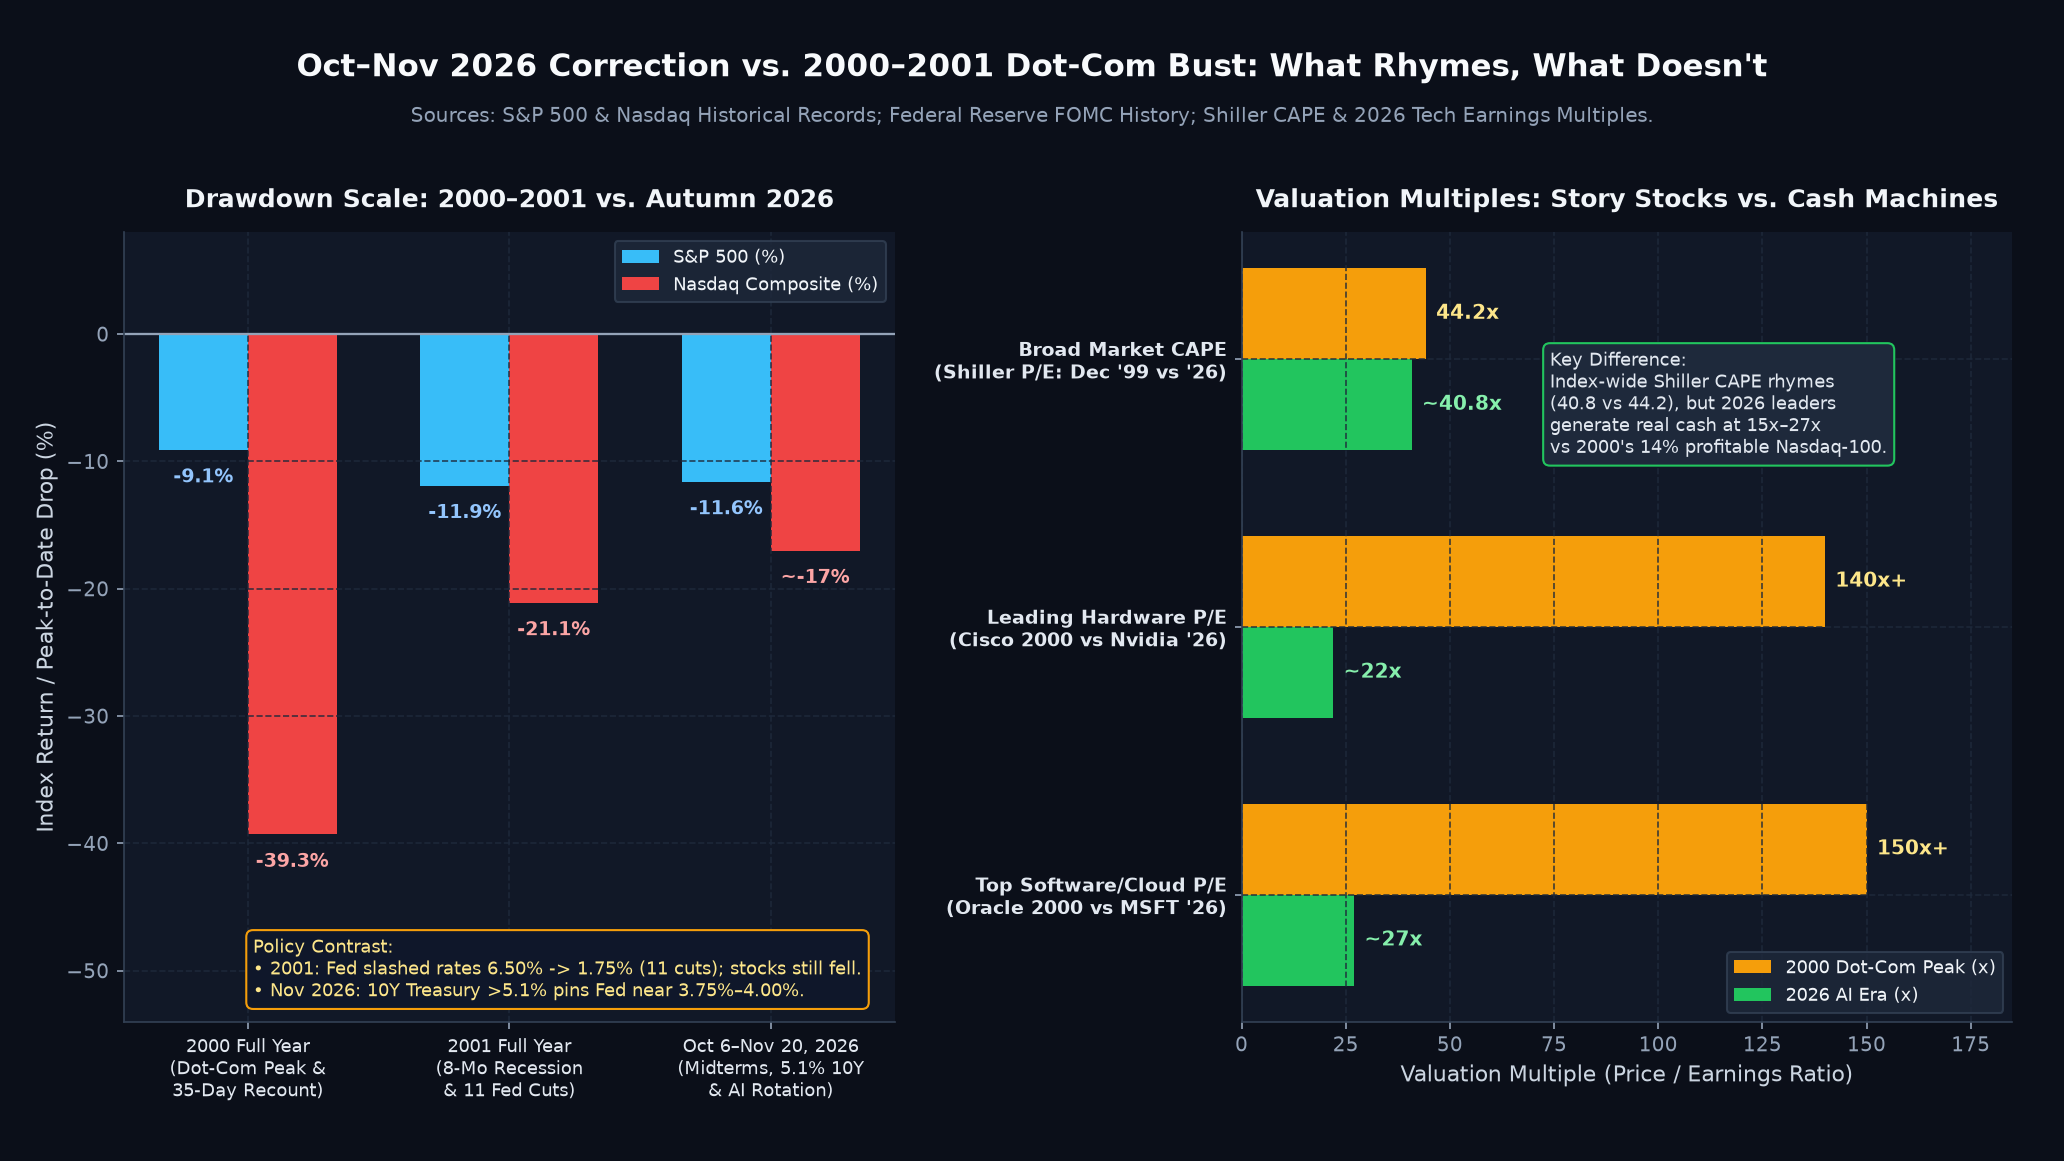 Oct–Nov 2026 Correction vs. 2000–2001 Dot-Com Bust: What Rhymes, What Doesn't
Sources: S&P 500 & Nasdaq Historical Records; Federal Reserve FOMC History; Shiller CAPE & 2026 Tech Earnings Multiples.
Drawdown Scale: 2000–2001 vs. Autumn 2026
S&P 500 (%)
Nasdaq Composite (%)
Index Return / Peak-to-Date Drop (%)
0
−10
−20
−30
−40
−50
-9.1%
-39.3%
-11.9%
-21.1%
-11.6%
~-17%
Policy Contrast:
• 2001: Fed slashed rates 6.50% -> 1.75% (11 cuts); stocks still fell.
• Nov 2026: 10Y Treasury >5.1% pins Fed near 3.75%–4.00%.
2000 Full Year
(Dot-Com Peak &
35-Day Recount)
2001 Full Year
(8-Mo Recession
& 11 Fed Cuts)
Oct 6–Nov 20, 2026
(Midterms, 5.1% 10Y
& AI Rotation)
Valuation Multiples: Story Stocks vs. Cash Machines
Broad Market CAPE
(Shiller P/E: Dec '99 vs '26)
44.2x
~40.8x
Key Difference:
Index-wide Shiller CAPE rhymes
(40.8 vs 44.2), but 2026 leaders
generate real cash at 15x–27x
vs 2000's 14% profitable Nasdaq-100.
Leading Hardware P/E
(Cisco 2000 vs Nvidia '26)
140x+
~22x
Top Software/Cloud P/E
(Oracle 2000 vs MSFT '26)
150x+
~27x
2000 Dot-Com Peak (x)
2026 AI Era (x)
0
25
50
75
100
125
150
175
Valuation Multiple (Price / Earnings Ratio)